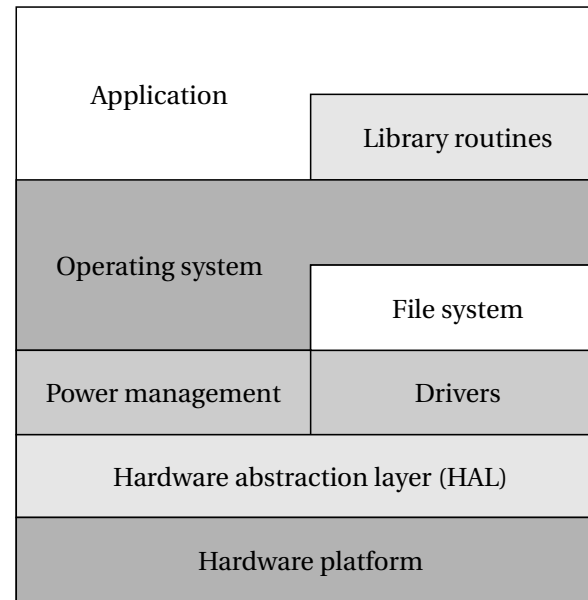 Application
Library routines
Operating system
File system
Power management
Drivers
Hardware abstraction layer (HAL)
Hardware platform